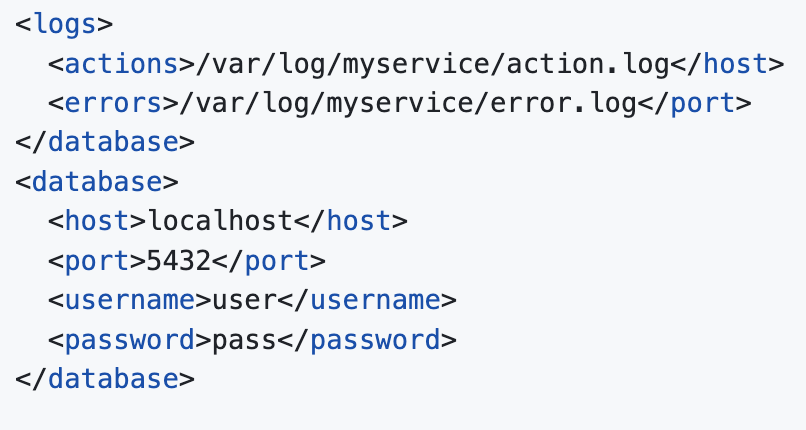 <logs>
  <actions>/var/log/myservice/action.log</host>
  <errors>/var/log/myservice/error.log</port>
</database>
<database>
  <host>localhost</host>
  <port>5432</port>
  <username>user</username>
  <password>pass</password>
</database>